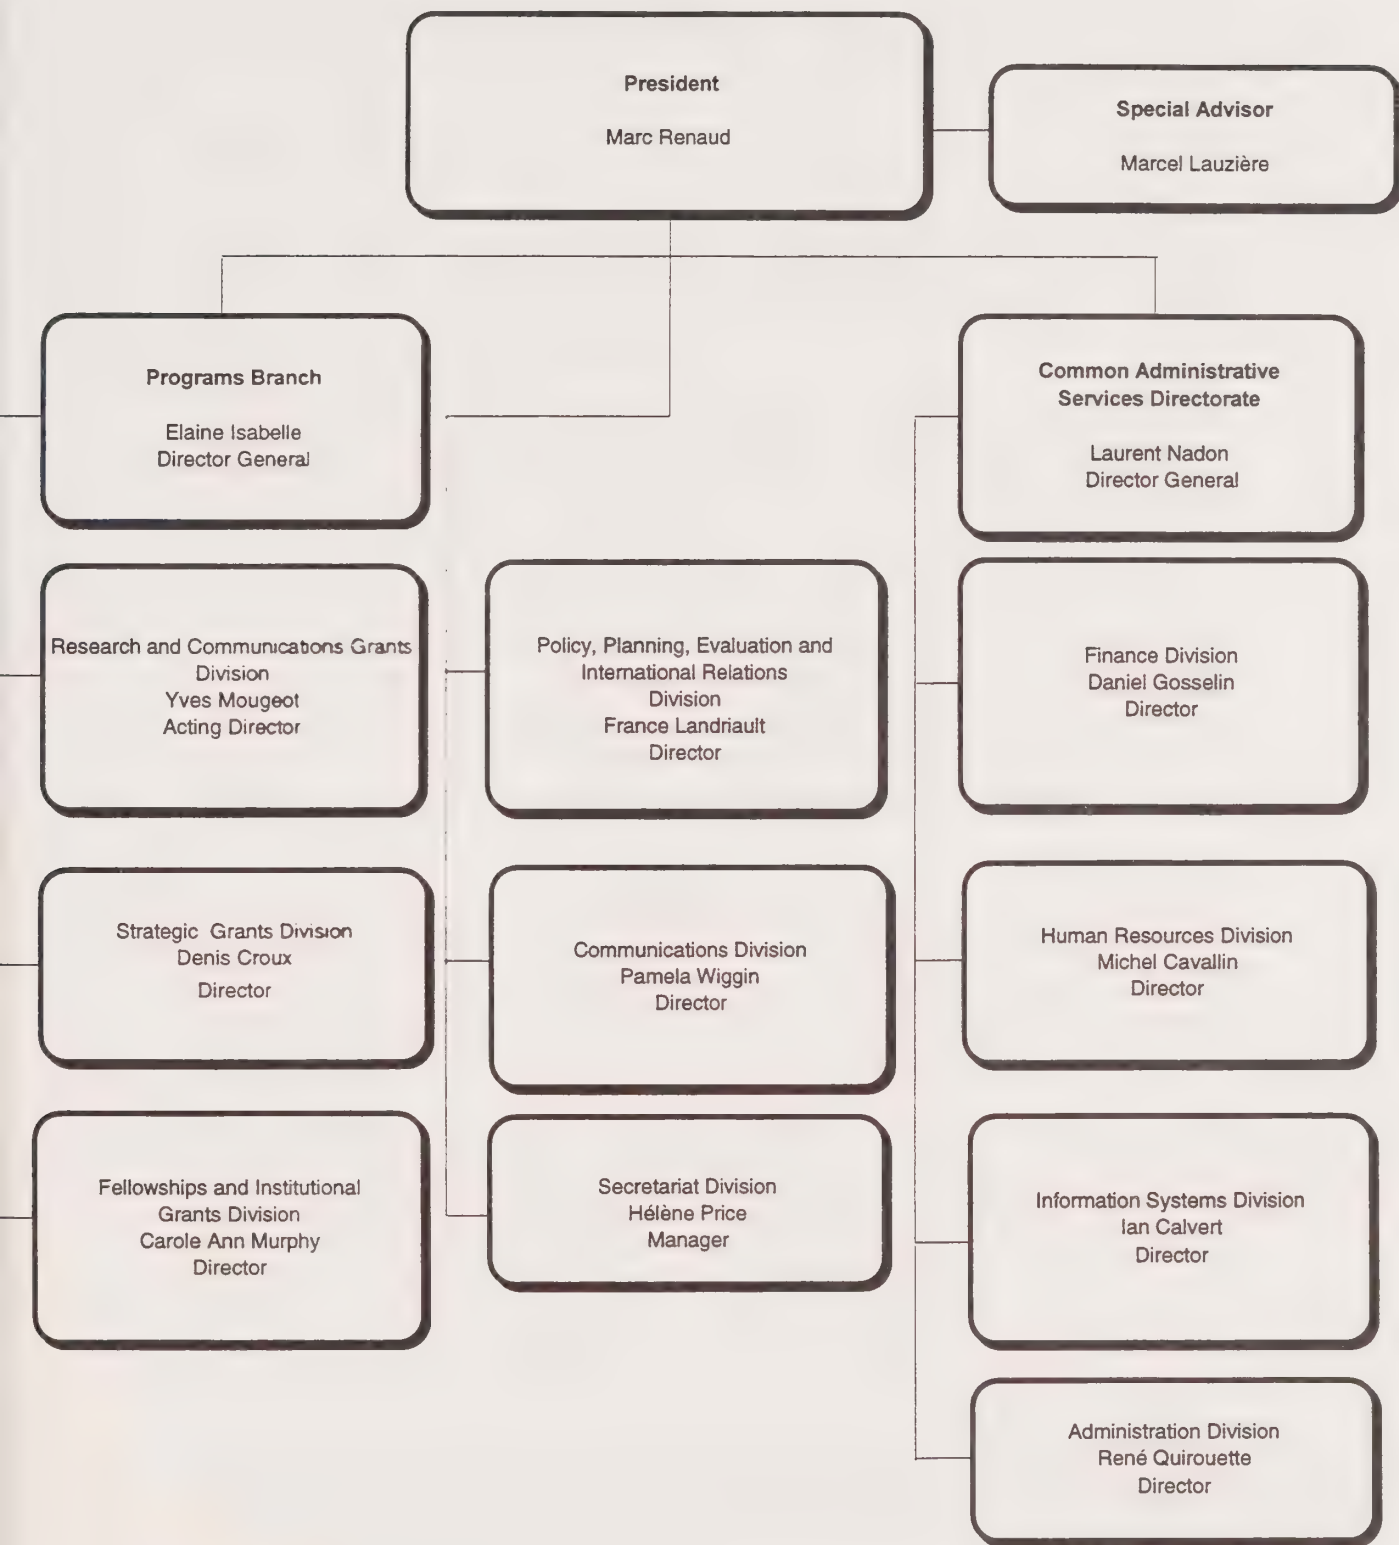 President
Marc Renaud
Special Advisor
Marcel Lauzière
Programs Branch
Elaine Isabelle
Director General
Common Administrative
Services Directorate
Laurent Nadon
Director General
Research and Communications Grants
Division
Yves Mougeot
Acting Director
Policy, Planning, Evaluation and
International Relations
Division
France Landriault
Director
Finance Division
Daniel Gosselin
Director
Strategic Grants Division
Denis Croux
Director
Communications Division
Pamela Wiggin
Director
Human Resources Division
Michel Cavallin
Director
Fellowships and Institutional
Grants Division
Carole Ann Murphy
Director
Secretariat Division
Hélène Price
Manager
Information Systems Division
Ian Calvert
Director
Administration Division
René Quirouette
Director